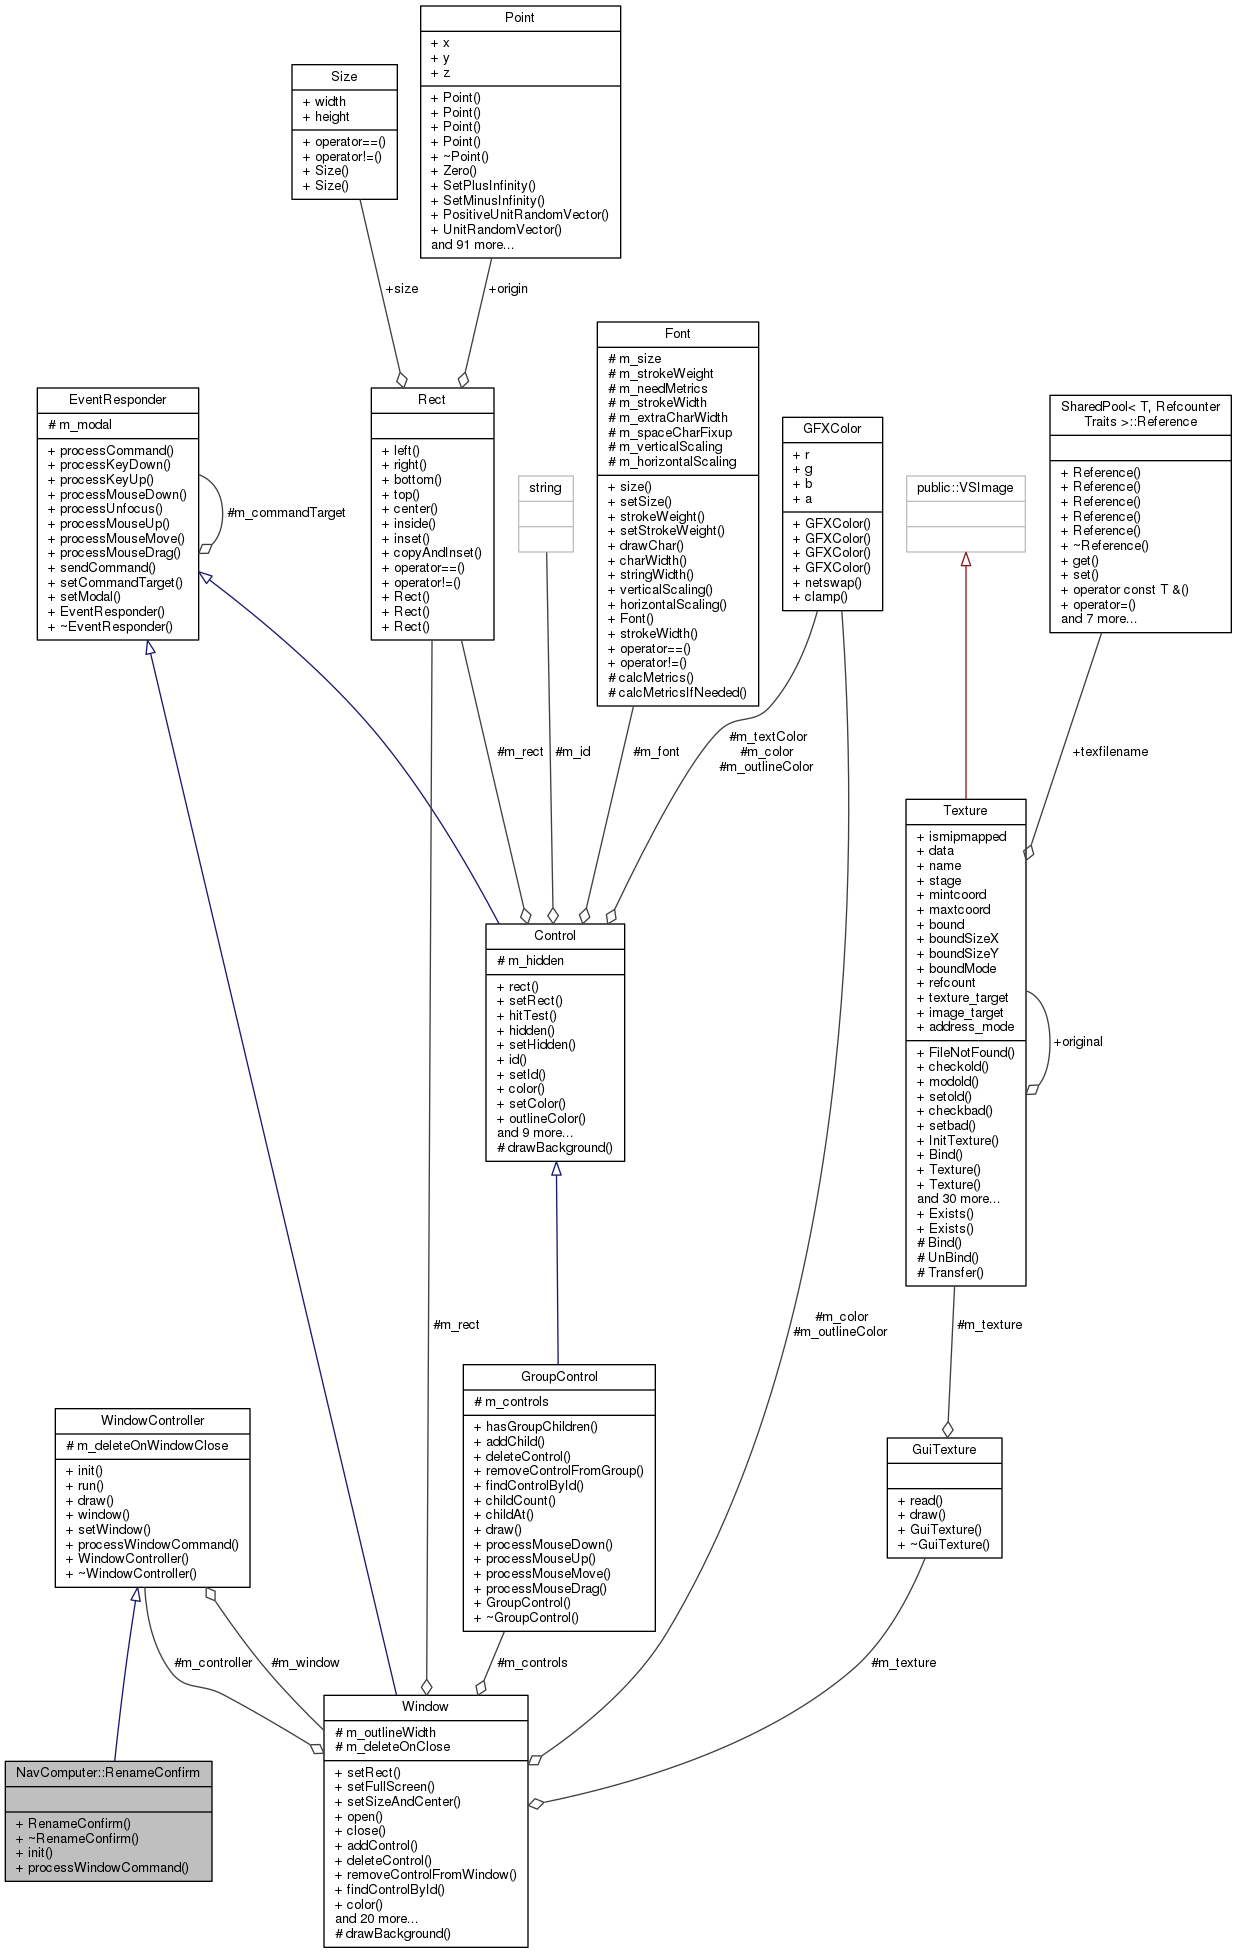 Point
+ x
+ y
+ z
+ Point()
+ Point()
+ Point()
+ Point()
+ ~Point()
+ Zero()
+ SetPlusInfinity()
+ SetMinusInfinity()
+ PositiveUnitRandomVector()
+ UnitRandomVector()
and 91 more...
Size
+ width
+ height
+ operator==()
+ operator!=()
+ Size()
+ Size()
+size
+origin
Font
# m_size
# m_strokeWeight
# m_needMetrics
# m_strokeWidth
# m_extraCharWidth
# m_spaceCharFixup
# m_verticalScaling
# m_horizontalScaling
+ size()
+ setSize()
+ strokeWeight()
+ setStrokeWeight()
+ drawChar()
+ charWidth()
+ stringWidth()
+ verticalScaling()
+ horizontalScaling()
+ Font()
+ strokeWidth()
+ operator==()
+ operator!=()
# calcMetrics()
# calcMetricsIfNeeded()
EventResponder
# m_modal
+ processCommand()
+ processKeyDown()
+ processKeyUp()
+ processMouseDown()
+ processUnfocus()
+ processMouseUp()
+ processMouseMove()
+ processMouseDrag()
+ sendCommand()
+ setCommandTarget()
+ setModal()
+ EventResponder()
+ ~EventResponder()
#m_commandTarget
Rect
+ left()
+ right()
+ bottom()
+ top()
+ center()
+ inside()
+ inset()
+ copyAndInset()
+ operator==()
+ operator!=()
+ Rect()
+ Rect()
+ Rect()
string
GFXColor
+ r
+ g
+ b
+ a
+ GFXColor()
+ GFXColor()
+ GFXColor()
+ GFXColor()
+ netswap()
+ clamp()
public::VSImage
SharedPool< T, Refcounter
Traits >::Reference
+ Reference()
+ Reference()
+ Reference()
+ Reference()
+ Reference()
+ ~Reference()
+ get()
+ set()
+ operator const T &()
+ operator=()
and 7 more...
#m_rect
#m_id
#m_font
#m_textColor
#m_color
#m_outlineColor
+texfilename
Texture
+ ismipmapped
+ data
+ name
+ stage
+ mintcoord
+ maxtcoord
+ bound
+ boundSizeX
+ boundSizeY
+ boundMode
+ refcount
+ texture_target
+ image_target
+ address_mode
+ FileNotFound()
+ checkold()
+ modold()
+ setold()
+ checkbad()
+ setbad()
+ InitTexture()
+ Bind()
+ Texture()
+ Texture()
and 30 more...
+ Exists()
+ Exists()
# Bind()
# UnBind()
# Transfer()
+original
Control
# m_hidden
+ rect()
+ setRect()
+ hitTest()
+ hidden()
+ setHidden()
+ id()
+ setId()
+ color()
+ setColor()
+ outlineColor()
and 9 more...
# drawBackground()
#m_rect
#m_color
#m_outlineColor
#m_texture
GroupControl
# m_controls
+ hasGroupChildren()
+ addChild()
+ deleteControl()
+ removeControlFromGroup()
+ findControlById()
+ childCount()
+ childAt()
+ draw()
+ processMouseDown()
+ processMouseUp()
+ processMouseMove()
+ processMouseDrag()
+ GroupControl()
+ ~GroupControl()
WindowController
# m_deleteOnWindowClose
+ init()
+ run()
+ draw()
+ window()
+ setWindow()
+ processWindowCommand()
+ WindowController()
+ ~WindowController()
GuiTexture
+ read()
+ draw()
+ GuiTexture()
+ ~GuiTexture()
#m_controller
#m_window
#m_controls
#m_texture
Window
# m_outlineWidth
# m_deleteOnClose
+ setRect()
+ setFullScreen()
+ setSizeAndCenter()
+ open()
+ close()
+ addControl()
+ deleteControl()
+ removeControlFromWindow()
+ findControlById()
+ color()
and 20 more...
# drawBackground()
NavComputer::RenameConfirm
+ RenameConfirm()
+ ~RenameConfirm()
+ init()
+ processWindowCommand()